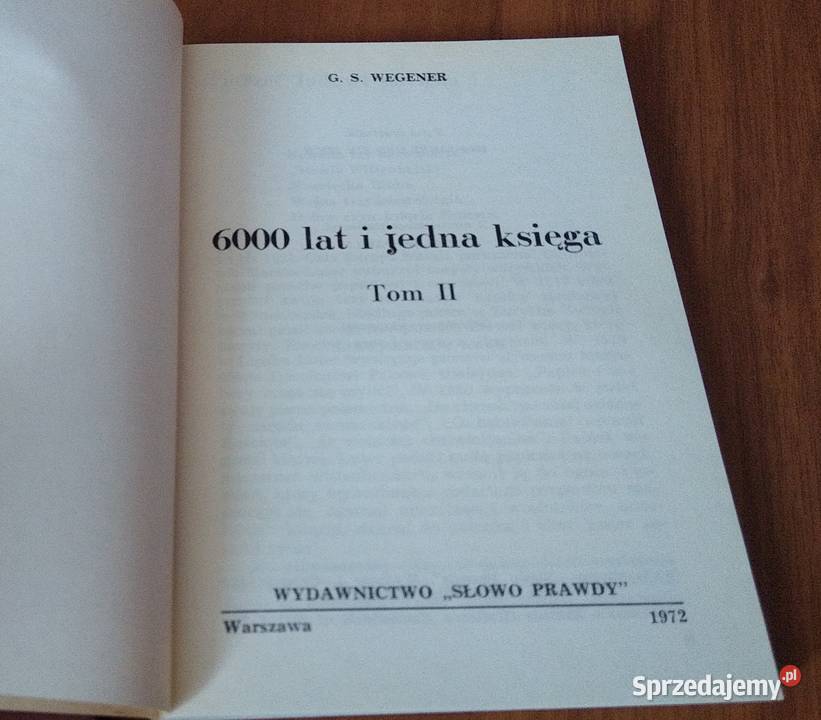 G. S. WEGENER
6000 lat i jedna księga
Tom II
WYDAWNICTWO „SŁOWO PRAWDY”
Warszawa 1972
Sprzedajemy.pl